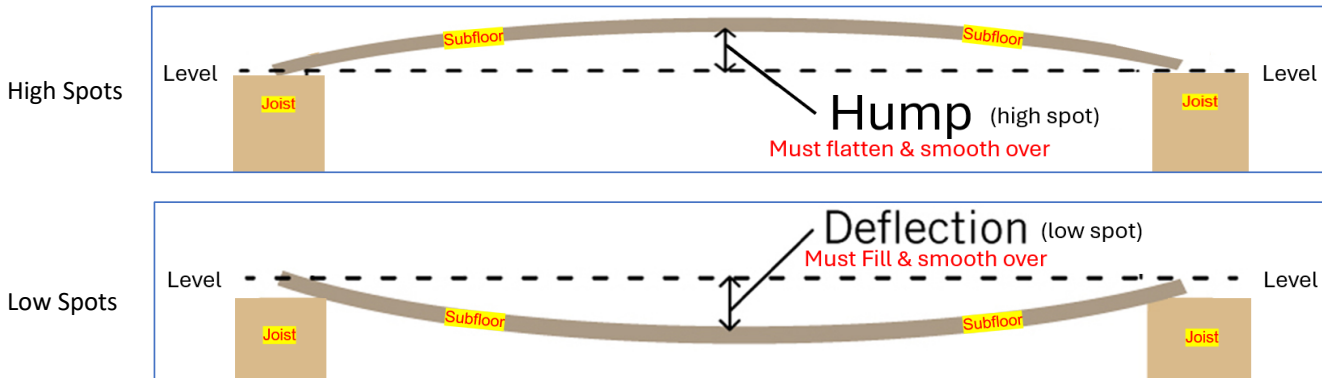 High Spots
Subfloor
Subfloor
Level
Level
Joist
Joist
Hump (high spot)
Must flatten & smooth over
Low Spots
Deflection (low spot)
Must Fill & smooth over
Level
Level
Subfloor
Subfloor
Joist
Joist